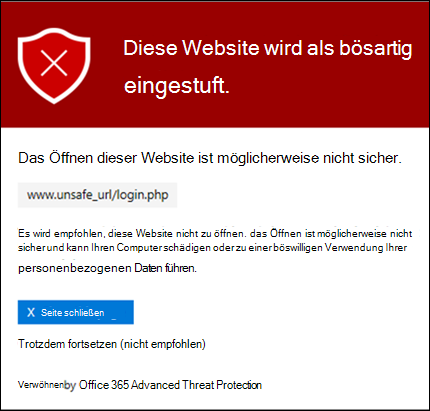 Diese Website wird als bösartig
eingestuft.
Das Öffnen dieser Website ist möglicherweise nicht sicher.
www.unsafe_url/login.php
Es wird empfohlen, diese Website nicht zu öffnen. das Öffnen ist möglicherweise nicht
sicher und kann Ihren Computer schädigen oder zu einer böswilligen Verwendung Ihrer
personenbezogenen Daten führen.
X Seite schließen _
Trotzdem fortsetzen (nicht empfohlen)
Verwöhnen by Office 365 Advanced Threat Protection